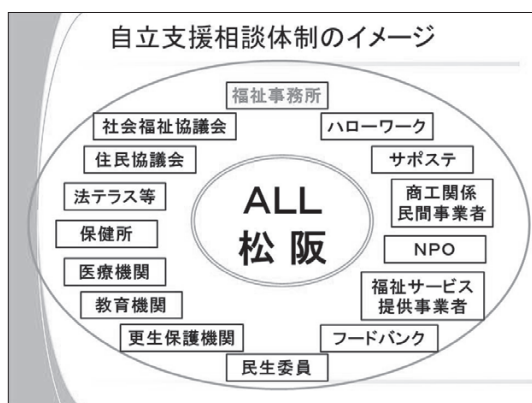 自立支援相談体制のイメージ
福祉事務所
社会福祉協議会
ハローワーク
住民協議会
サポステ
法テラス等
商工関係
民間事業者
保健所
ALL
松阪
NPO
医療機関
福祉サービス
提供事業者
教育機関
更生保護機関
フードバンク
民生委員